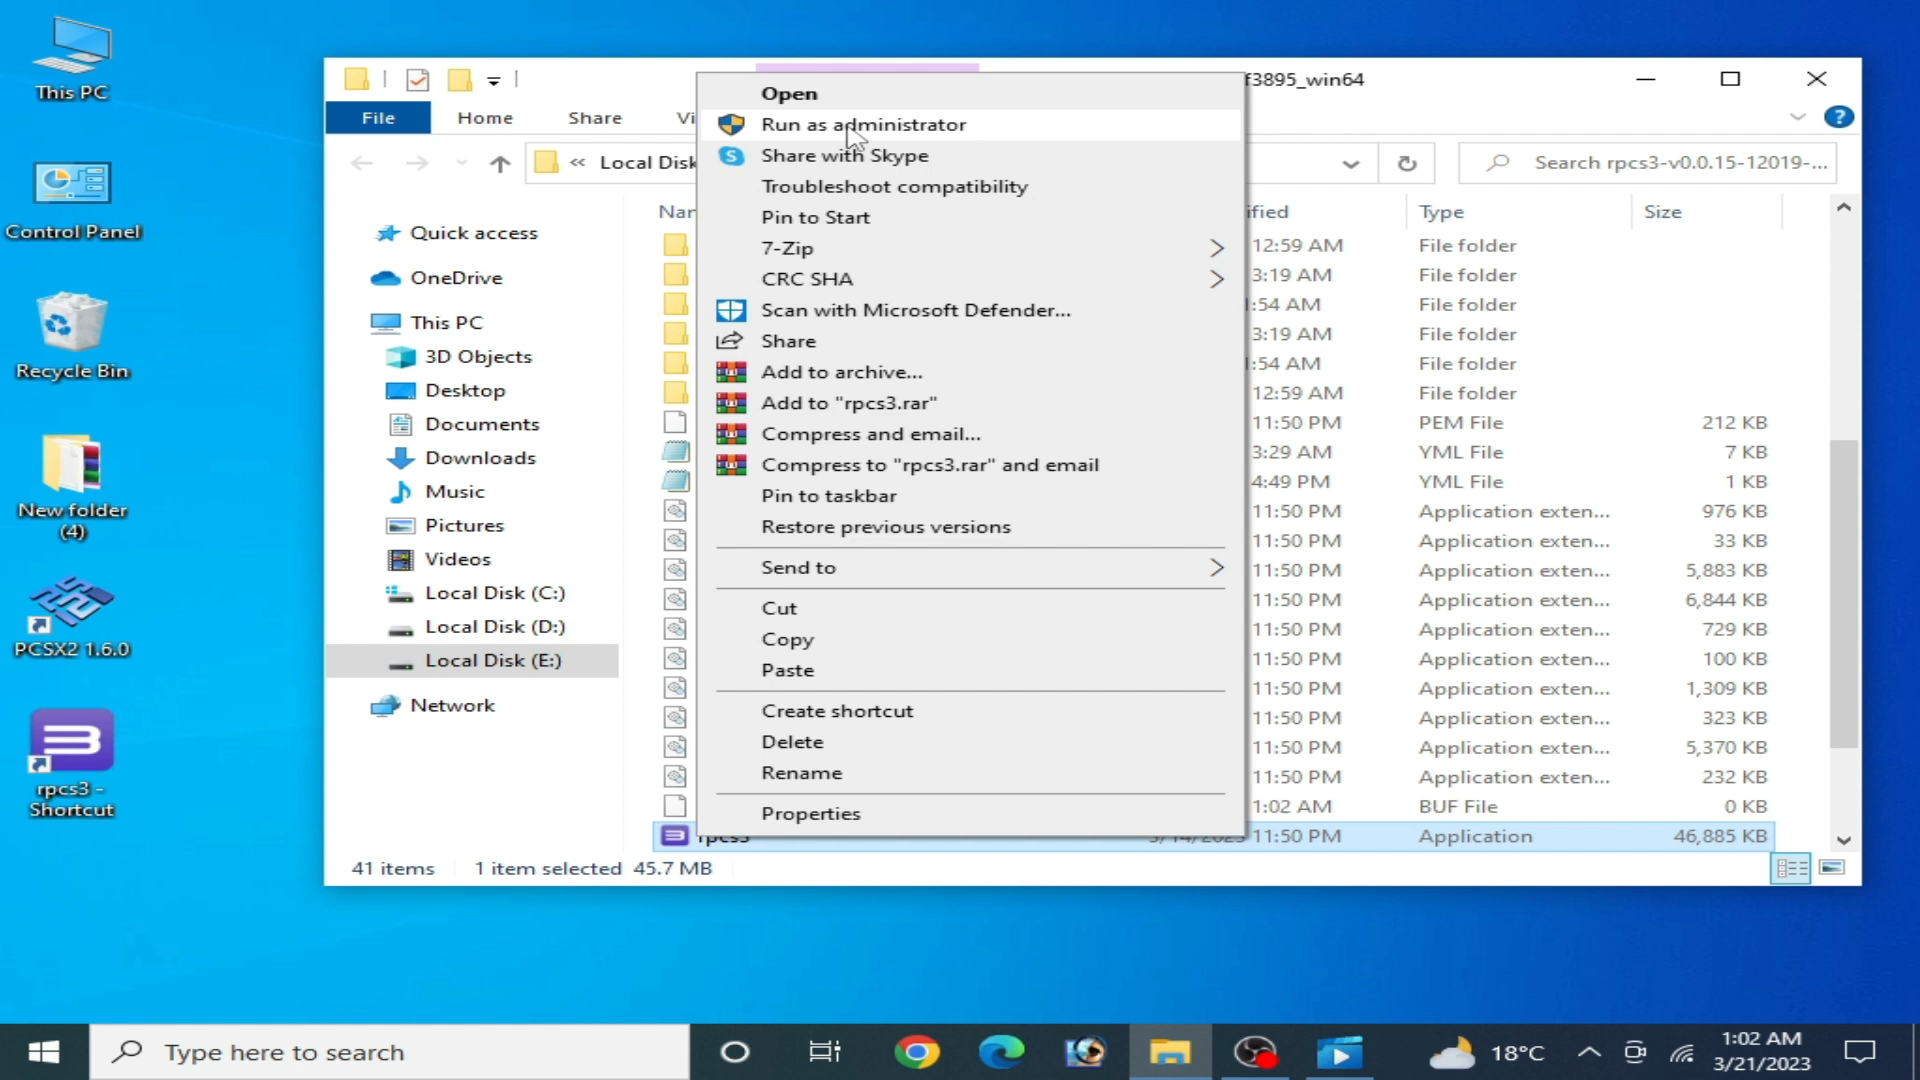 This PC
Control Panel
Recycle Bin
New folder
(4)
PCSX2 1.6.0
rpcs3 -
Shortcut
f3895_win64
File
Home
Share
Vi
« Local Disk
Search rpcs3-v0.0.15-12019-...
Quick access
OneDrive
This PC
3D Objects
Desktop
Documents
Downloads
Music
Pictures
Videos
Local Disk (C:)
Local Disk (D:)
Local Disk (E:)
Network
Open
Run as administrator
Share with Skype
Troubleshoot compatibility
Pin to Start
7-Zip
CRC SHA
Scan with Microsoft Defender...
Share
Add to archive...
Add to "rpcs3.rar"
Compress and email...
Compress to "rpcs3.rar" and email
Pin to taskbar
Restore previous versions
Send to
Cut
Copy
Paste
Create shortcut
Delete
Rename
Properties
Nar ified Type Size
12:59 AM File folder
3:19 AM File folder
:54 AM File folder
3:19 AM File folder
:54 AM File folder
12:59 AM File folder
11:50 PM PEM File 212 KB
3:29 AM YML File 7 KB
4:49 PM YML File 1 KB
11:50 PM Application exten... 976 KB
11:50 PM Application exten... 33 KB
11:50 PM Application exten... 5,883 KB
11:50 PM Application exten... 6,844 KB
11:50 PM Application exten... 729 KB
11:50 PM Application exten... 100 KB
11:50 PM Application exten... 1,309 KB
11:50 PM Application exten... 323 KB
11:50 PM Application exten... 5,370 KB
11:50 PM Application exten... 232 KB
1:02 AM BUF File 0 KB
rpcs3 3/14/2023 11:50 PM Application 46,885 KB
41 items 1 item selected 45.7 MB
Type here to search
18°C
1:02 AM
3/21/2023